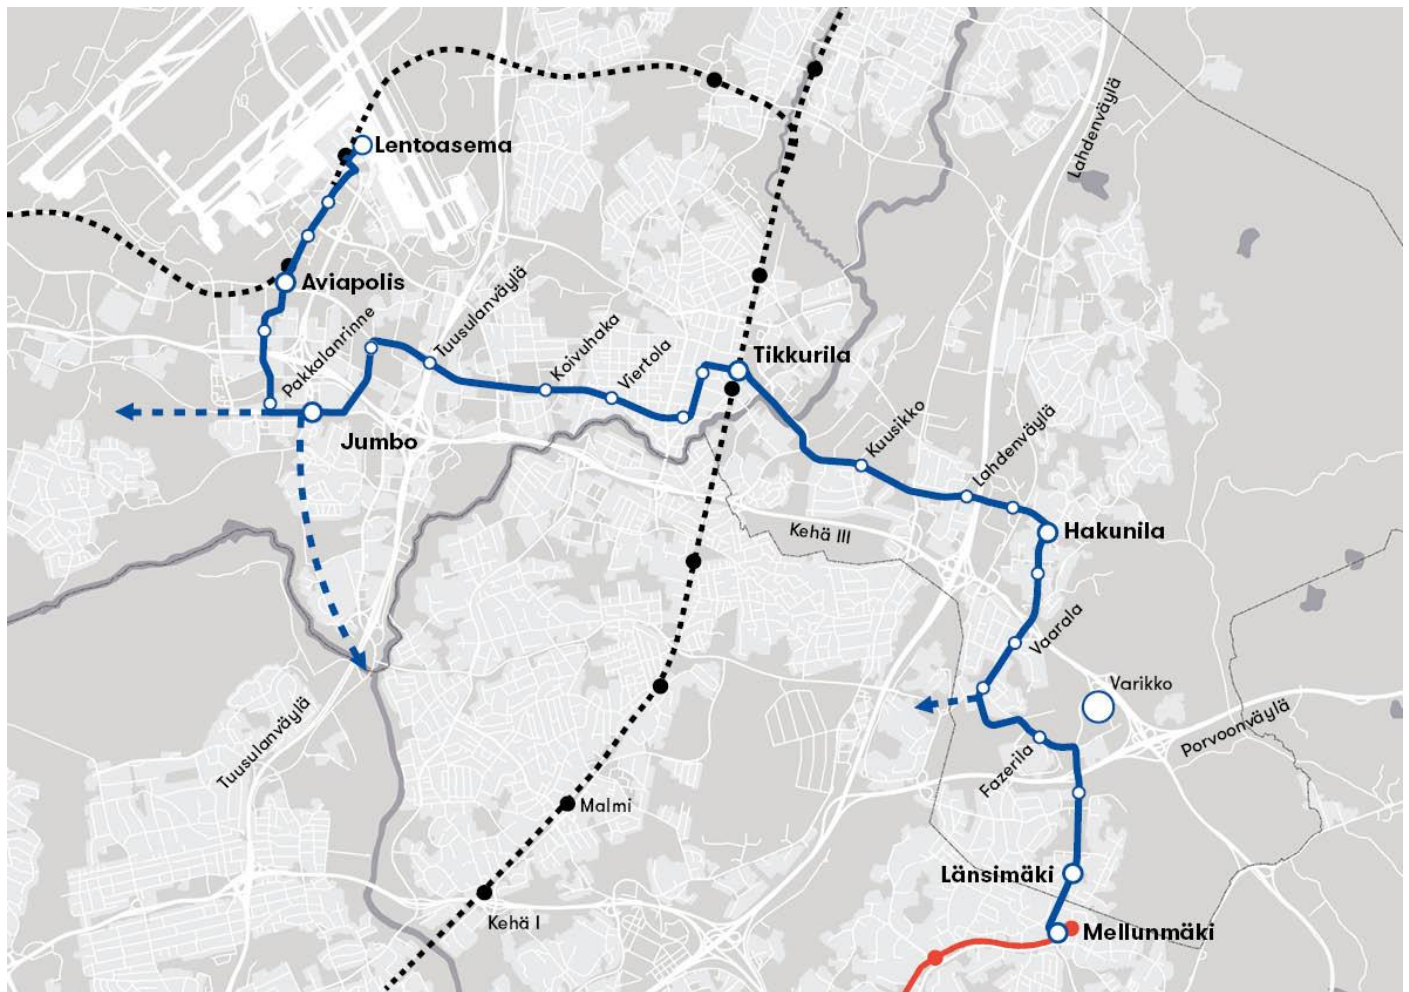 Lentoasema
Lahdenväylä
Aviapolis
Tuusulanväylä
Pakkalanrinne
Koivuhaka
Viertola
Tikkurila
Jumbo
Kuusikko
Lahdenväylä
Kehä III
Hakunila
Vaarala
Varikko
Tuusulanväylä
Porvoonväylä
Fazerila
Malmi
Länsimäki
Kehä I
Mellunmäki